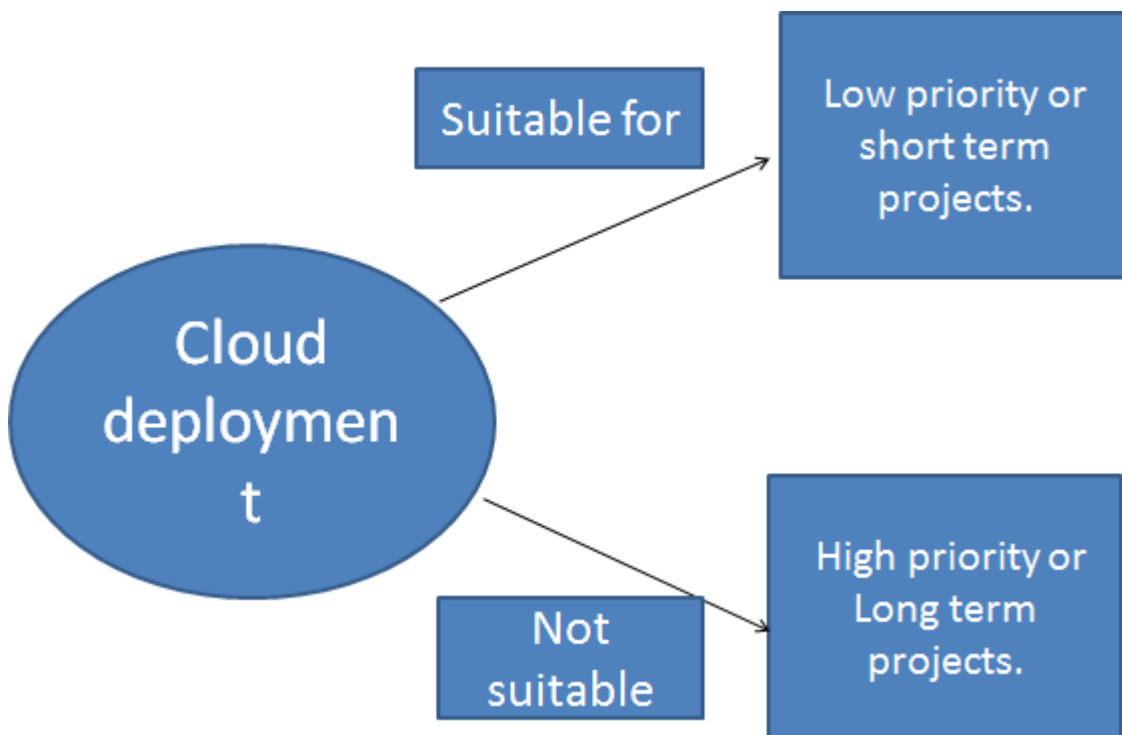 Suitable for
Low priority or
short term
projects.
Cloud
deploymen
t
Not
suitable
High priority or
Long term
projects.